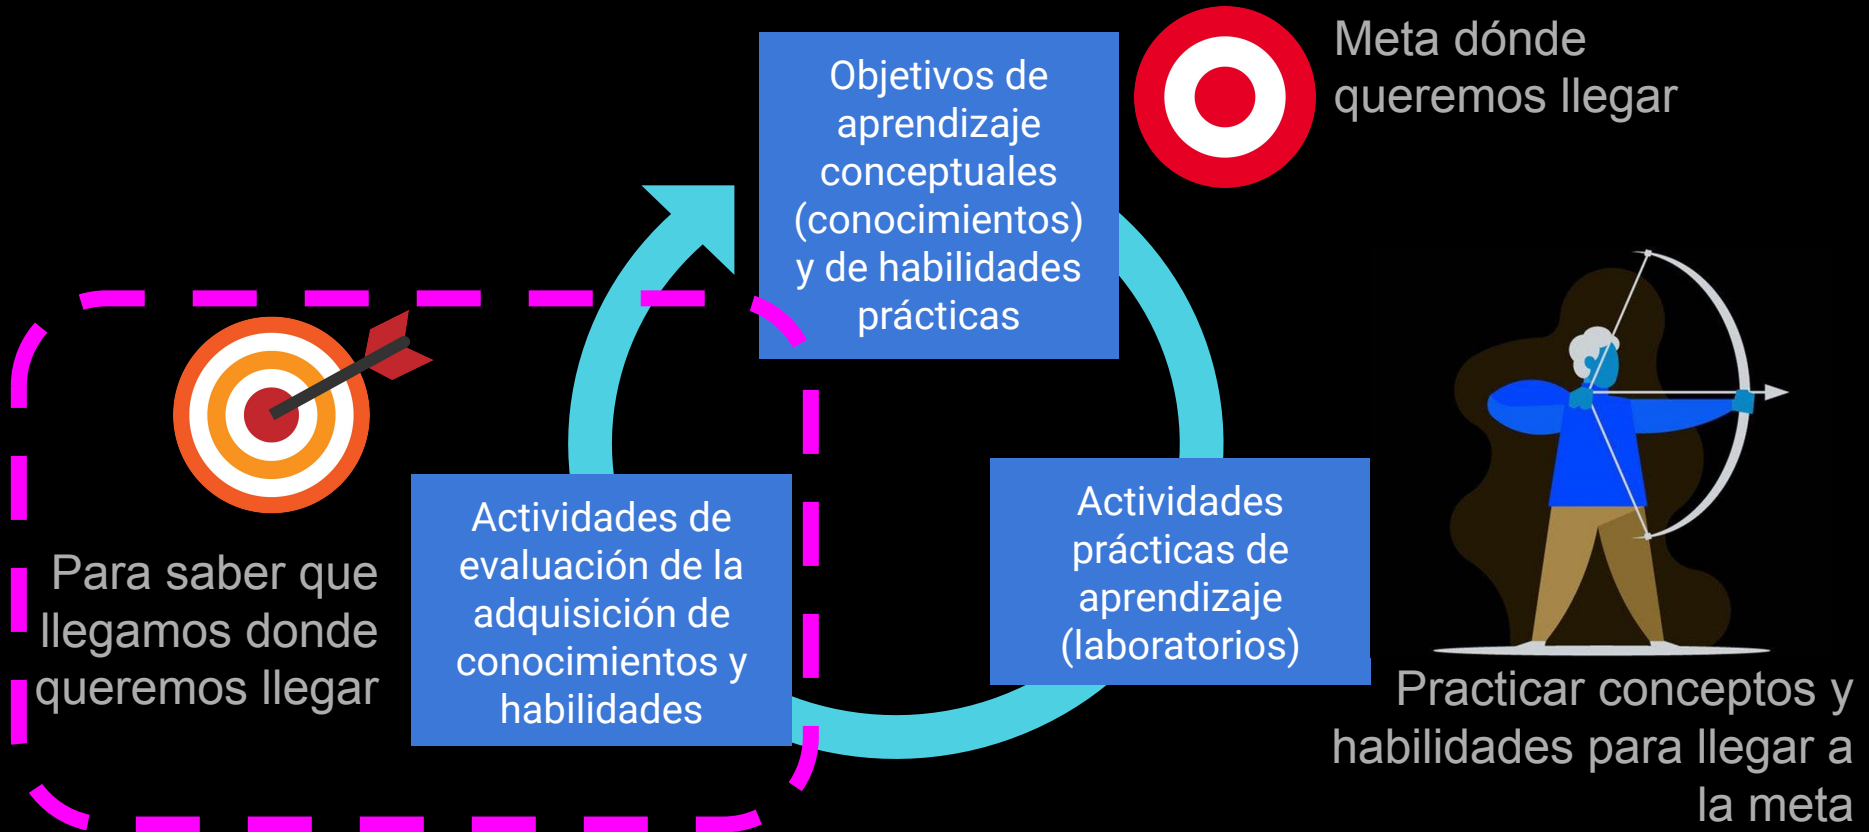 Objetivos de
aprendizaje
conceptuales
(conocimientos)
y de habilidades
prácticas
Meta dónde
queremos llegar
Actividades
prácticas de
aprendizaje
(laboratorios)
Practicar conceptos y
habilidades para llegar a
la meta
Actividades de
evaluación de la
adquisición de
conocimientos y
habilidades
Para saber que
llegamos donde
queremos llegar